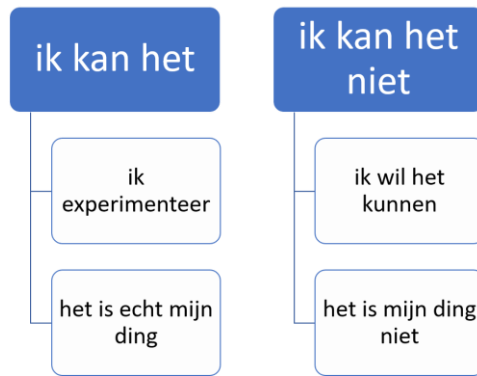 ik kan het
ik
experimenteer
het is echt mijn
ding
ik kan het
niet
ik wil het
kunnen
het is mijn ding
niet